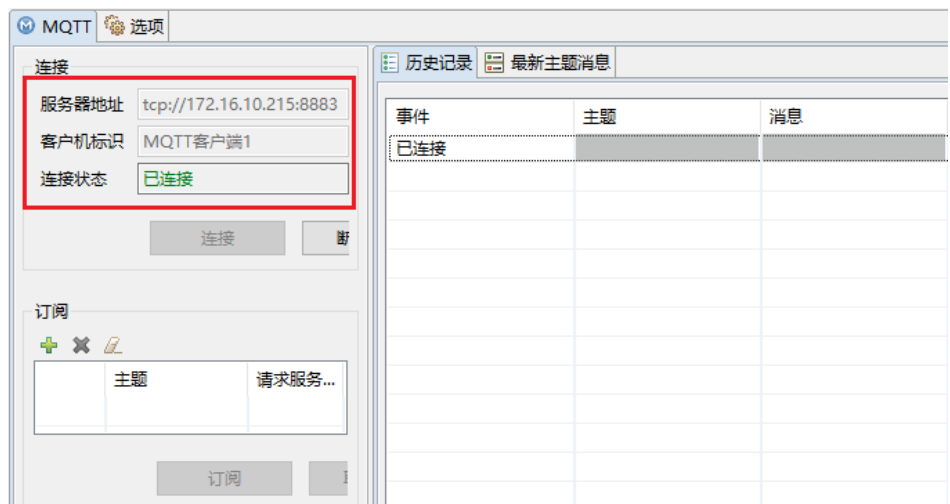 MQTT 选项
连接
服务器地址 tcp://172.16.10.215:8883
客户机标识 MQTT客户端1
连接状态 已连接
连接 断
订阅
主题 请求服务...
订阅
历史记录 最新主题消息
事件 主题 消息
已连接